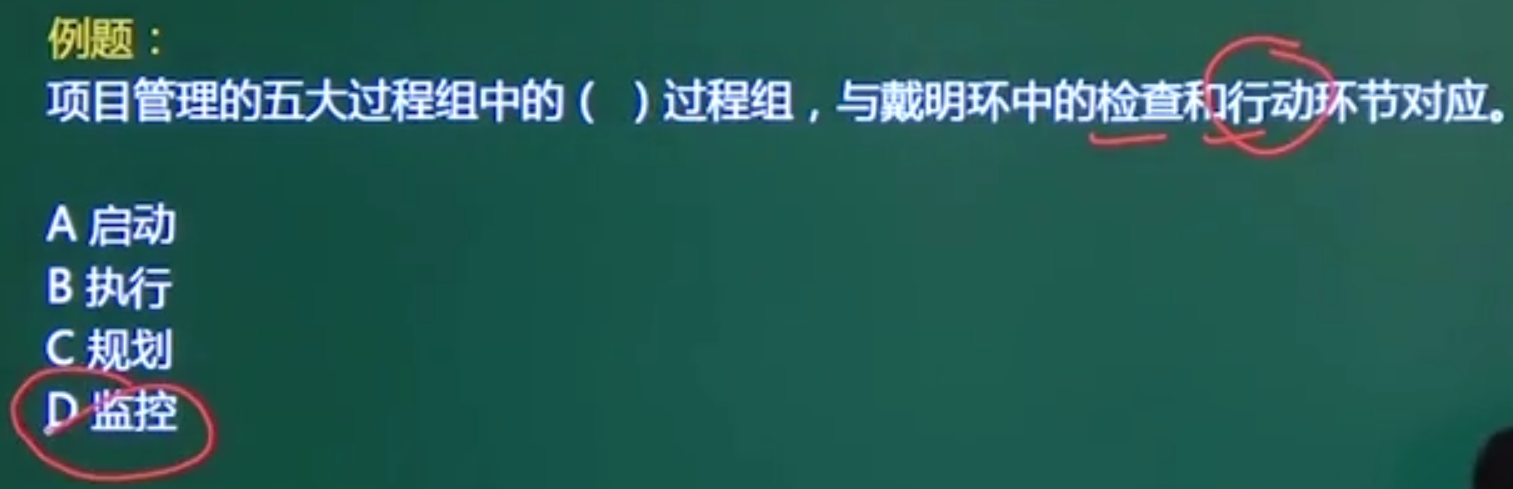 例题：
项目管理的五大过程组中的（ ）过程组，与戴明环中的检查和行动环节对应。
A 启动
B 执行
C 规划
D 监控